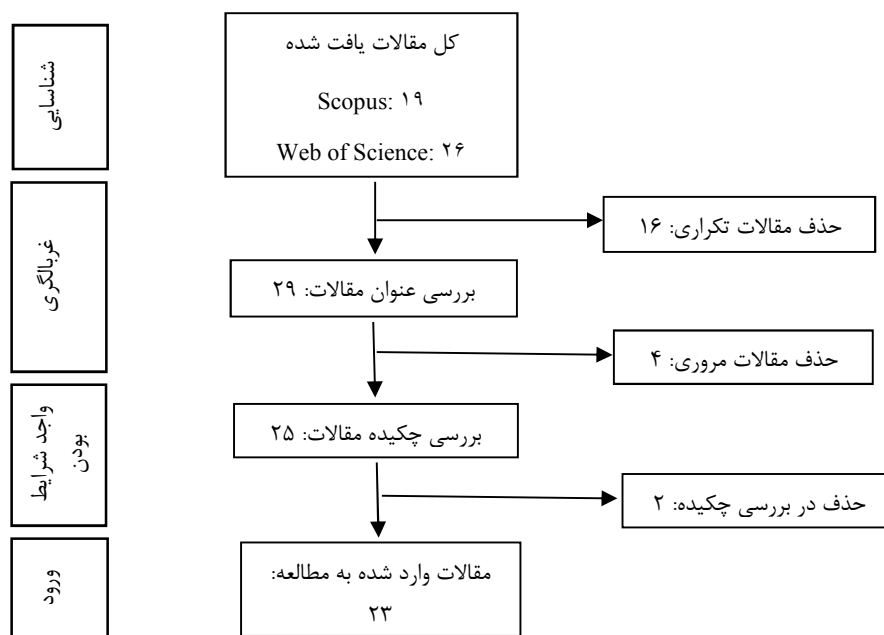 شناسایی
کل مقالات یافت شده
Scopus: ۱۹
Web of Science: ۲۶
غربالگری
حذف مقالات تکراری: ۱۶
بررسی عنوان مقالات: ۲۹
حذف مقالات مروری: ۴
واجد شرایط
بودن
بررسی چکیده مقالات: ۲۵
حذف در بررسی چکیده: ۲
ورود
مقالات وارد شده به مطالعه:
۲۳